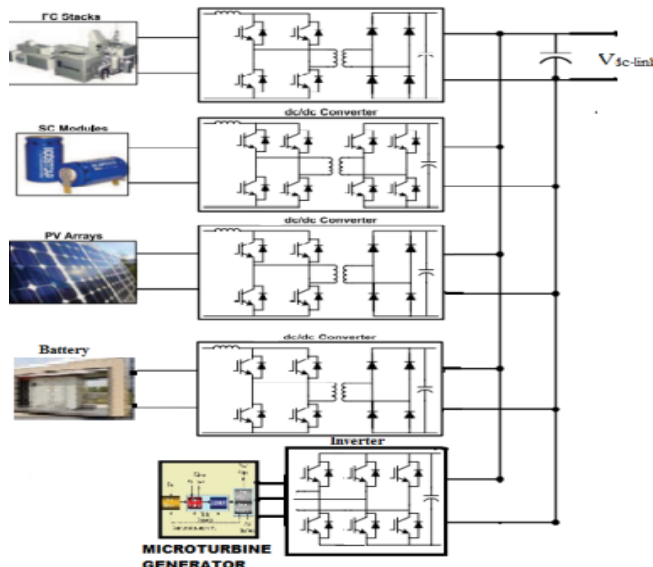 FC Stacks
V dc-link
dc/dc Converter
SC Modules
dc/dc Converter
PV Arrays
dc/dc Converter
Battery
Inverter
MICROTURBINE
GENERATOR